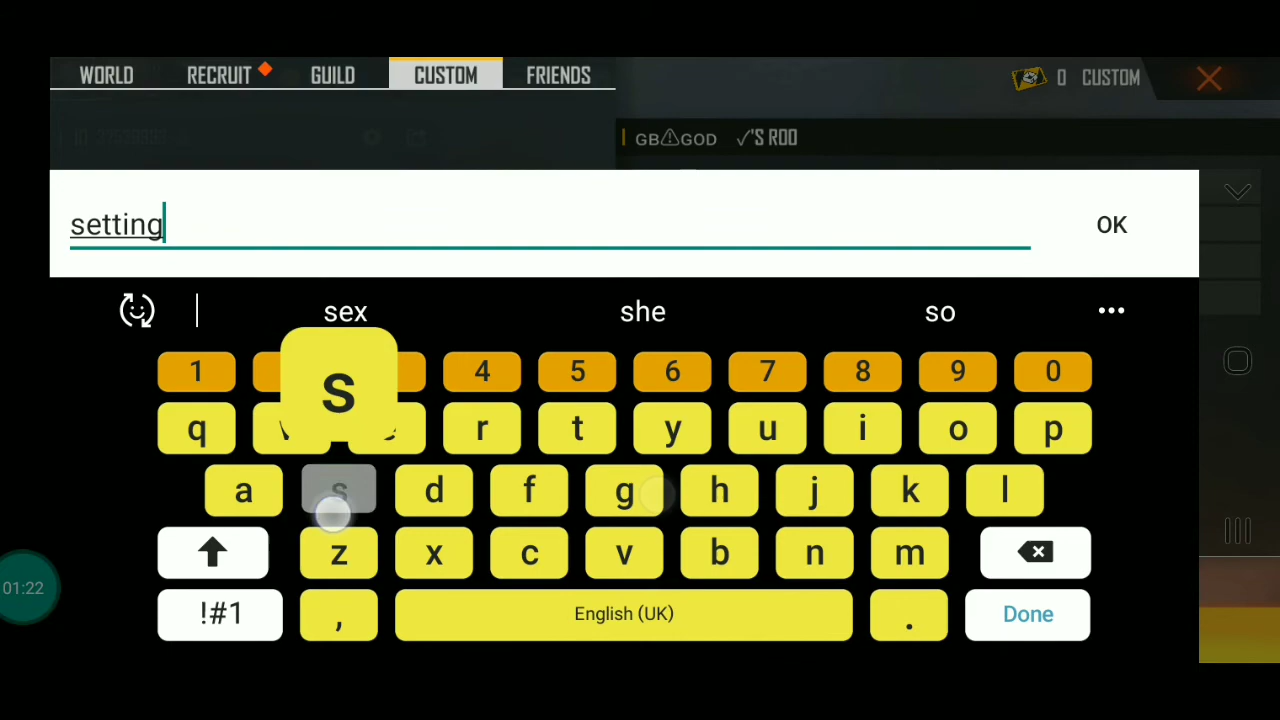 WORLD RECRUIT GUILD CUSTOM FRIENDS
0 CUSTOM
GB⚠GOD ✓'S ROO
setting
OK
sex she so
1 4 5 6 7 8 9 0
S
q r t y u i o p
a s d f g h j k l
z x c v b n m
!#1 , English (UK) . Done
01:22